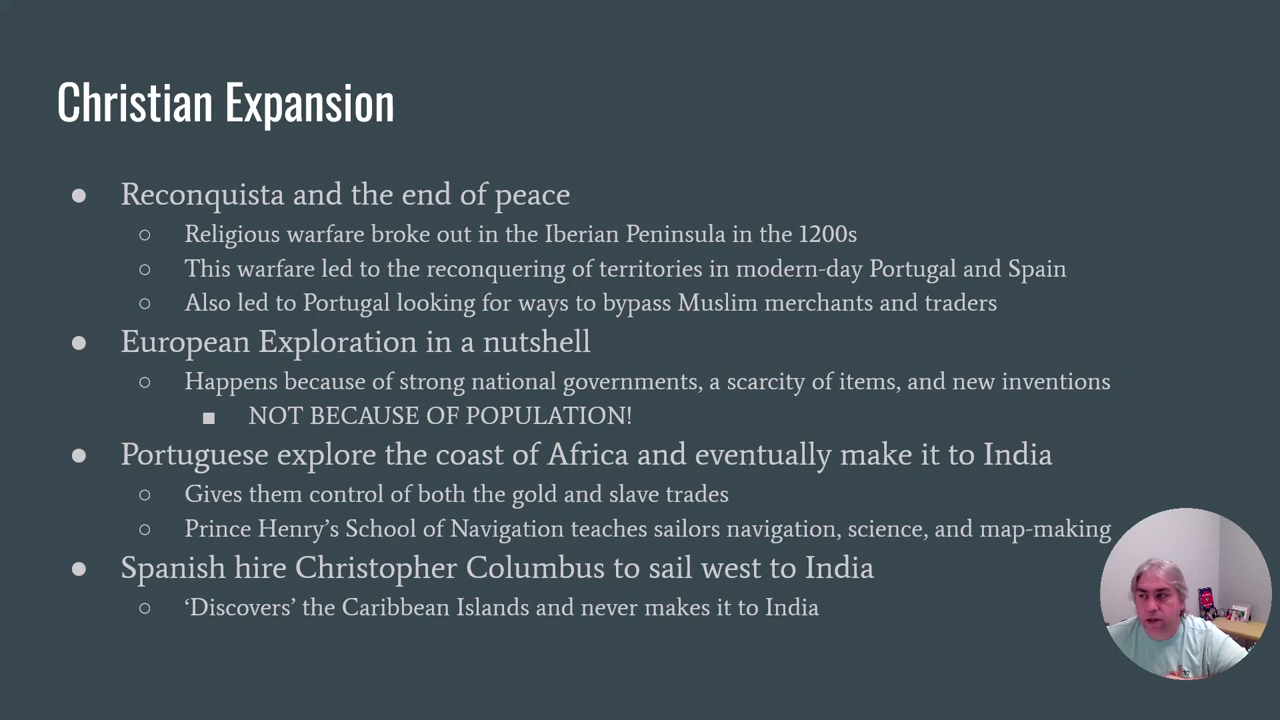 Christian Expansion
● Reconquista and the end of peace
○ Religious warfare broke out in the Iberian Peninsula in the 1200s
○ This warfare led to the reconquering of territories in modern-day Portugal and Spain
○ Also led to Portugal looking for ways to bypass Muslim merchants and traders
● European Exploration in a nutshell
○ Happens because of strong national governments, a scarcity of items, and new inventions
■ NOT BECAUSE OF POPULATION!
● Portuguese explore the coast of Africa and eventually make it to India
○ Gives them control of both the gold and slave trades
○ Prince Henry’s School of Navigation teaches sailors navigation, science, and map-making
● Spanish hire Christopher Columbus to sail west to India
○ ‘Discovers’ the Caribbean Islands and never makes it to India